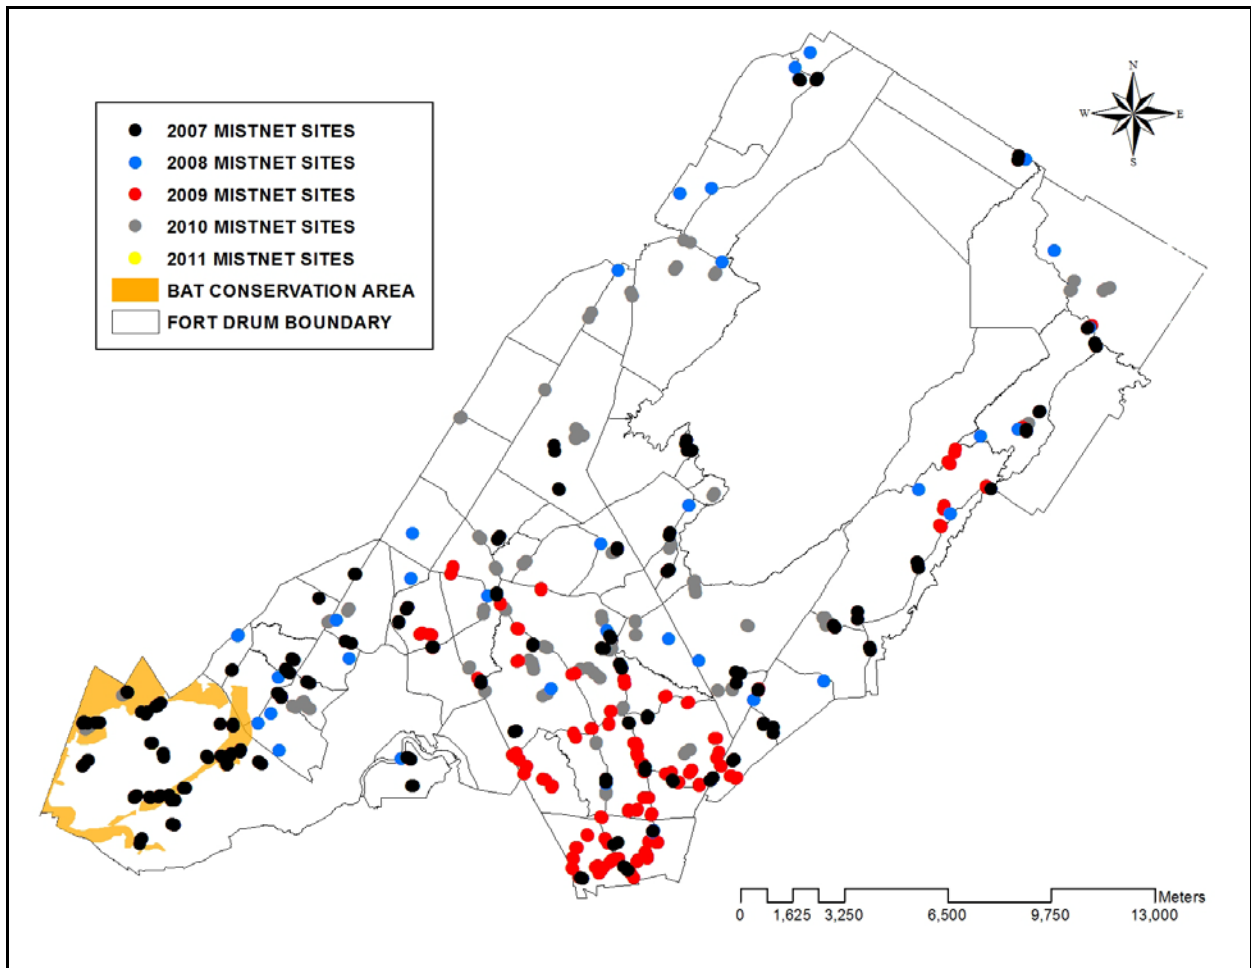 N
W E
S
2007 MISTNET SITES
2008 MISTNET SITES
2009 MISTNET SITES
2010 MISTNET SITES
2011 MISTNET SITES
BAT CONSERVATION AREA
FORT DRUM BOUNDARY
Meters
0 1,625 3,250 6,500 9,750 13,000